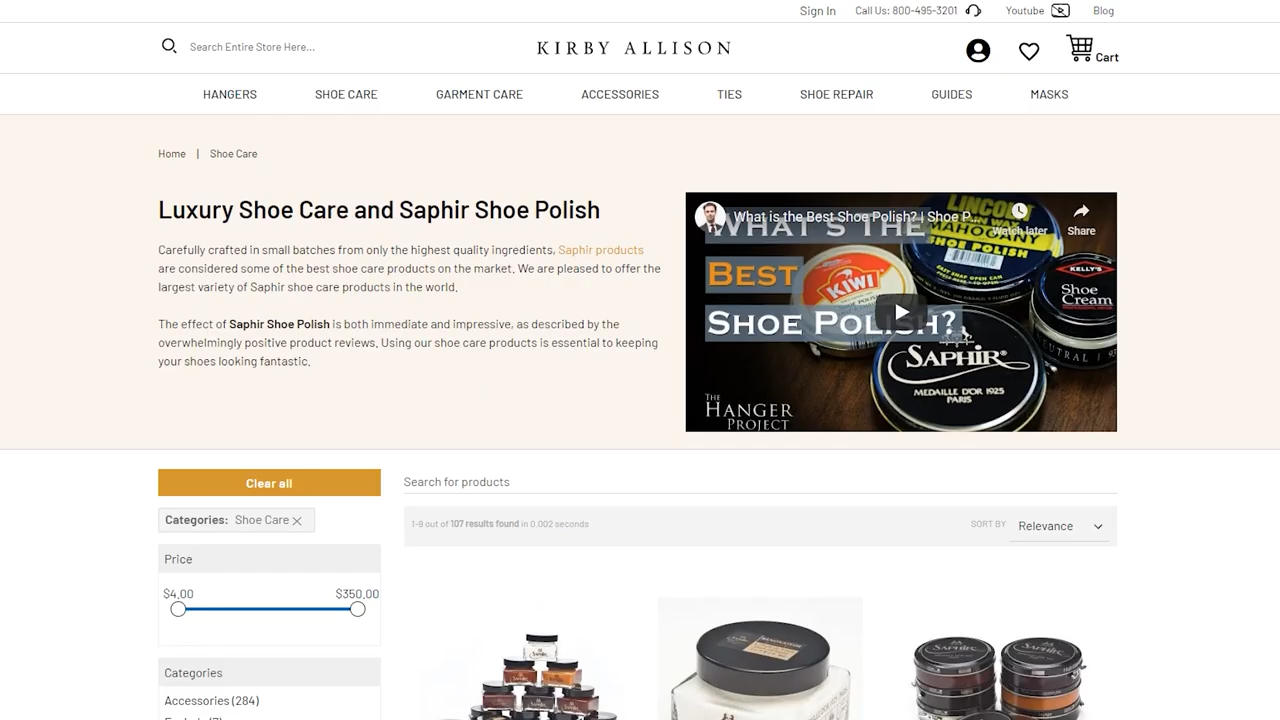 Sign In
Call Us: 800-495-3201
Youtube
Blog
Search Entire Store Here...
KIRBY ALLISON
Cart
HANGERS
SHOE CARE
GARMENT CARE
ACCESSORIES
TIES
SHOE REPAIR
GUIDES
MASKS
Home | Shoe Care
Luxury Shoe Care and Saphir Shoe Polish
Carefully crafted in small batches from only the highest quality ingredients, Saphir products
are considered some of the best shoe care products on the market. We are pleased to offer the
largest variety of Saphir shoe care products in the world.
The effect of Saphir Shoe Polish is both immediate and impressive, as described by the
overwhelmingly positive product reviews. Using our shoe care products is essential to keeping
your shoes looking fantastic.
What is the Best Shoe Polish? | Shoe P...
Watch later
Share
WHAT'S THE
BEST
SHOE POLISH?
LINCOLN
MAHOGANY
SHOE POLISH
KIWI
KELLY'S
Shoe
Cream
NEUTRAL
SAPHIR
MEDAILLE D'OR 1925
PARIS
THE
HANGER
PROJECT
Clear all
Categories: Shoe Care
Search for products
1-9 out of 107 results found in 0.002 seconds
SORT BY
Relevance
Price
$4.00
$350.00
Categories
Accessories (284)
SAPHIR
SAPHIR